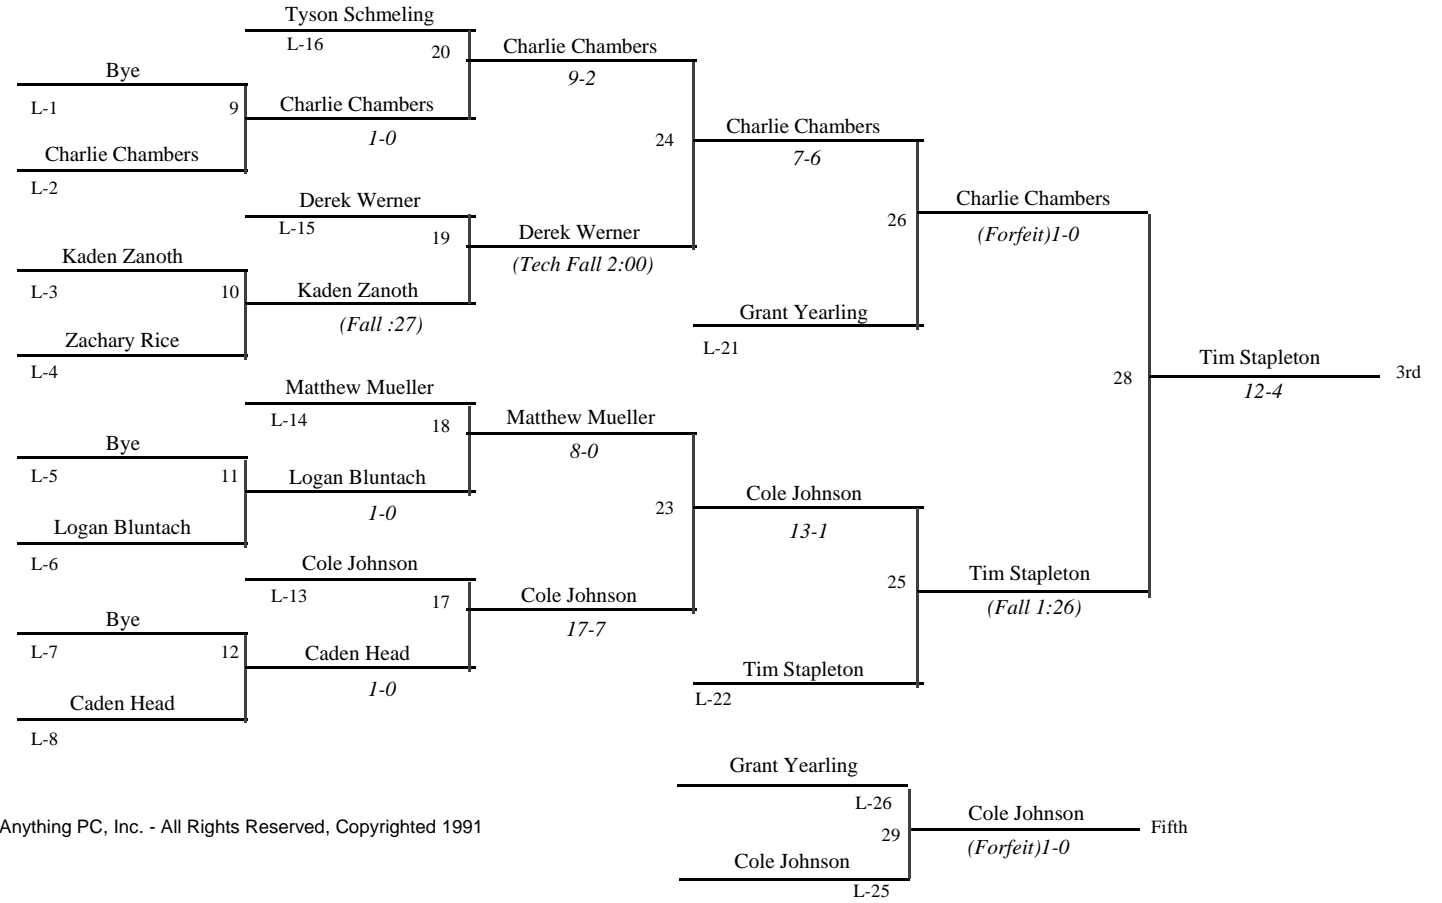 Tyson Schmeling
L-16
20
Charlie Chambers
9-2
Bye
L-1
9
Charlie Chambers
1-0
Charlie Chambers
L-2
24
Charlie Chambers
7-6
Derek Werner
L-15
19
Derek Werner
(Tech Fall 2:00)
Kaden Zanoth
L-3
10
Kaden Zanoth
(Fall :27)
Zachary Rice
L-4
26
Charlie Chambers
(Forfeit)1-0
Grant Yearling
L-21
Matthew Mueller
L-14
18
Matthew Mueller
8-0
Bye
L-5
11
Logan Bluntach
1-0
Logan Bluntach
L-6
23
Cole Johnson
13-1
Cole Johnson
L-13
17
Cole Johnson
17-7
Bye
L-7
12
Caden Head
1-0
Caden Head
L-8
25
Tim Stapleton
(Fall 1:26)
Tim Stapleton
L-22
28
Tim Stapleton
12-4
3rd
Grant Yearling
L-26
29
Cole Johnson
(Forfeit)1-0
Fifth
Cole Johnson
L-25
Anything PC, Inc. - All Rights Reserved, Copyrighted 1991